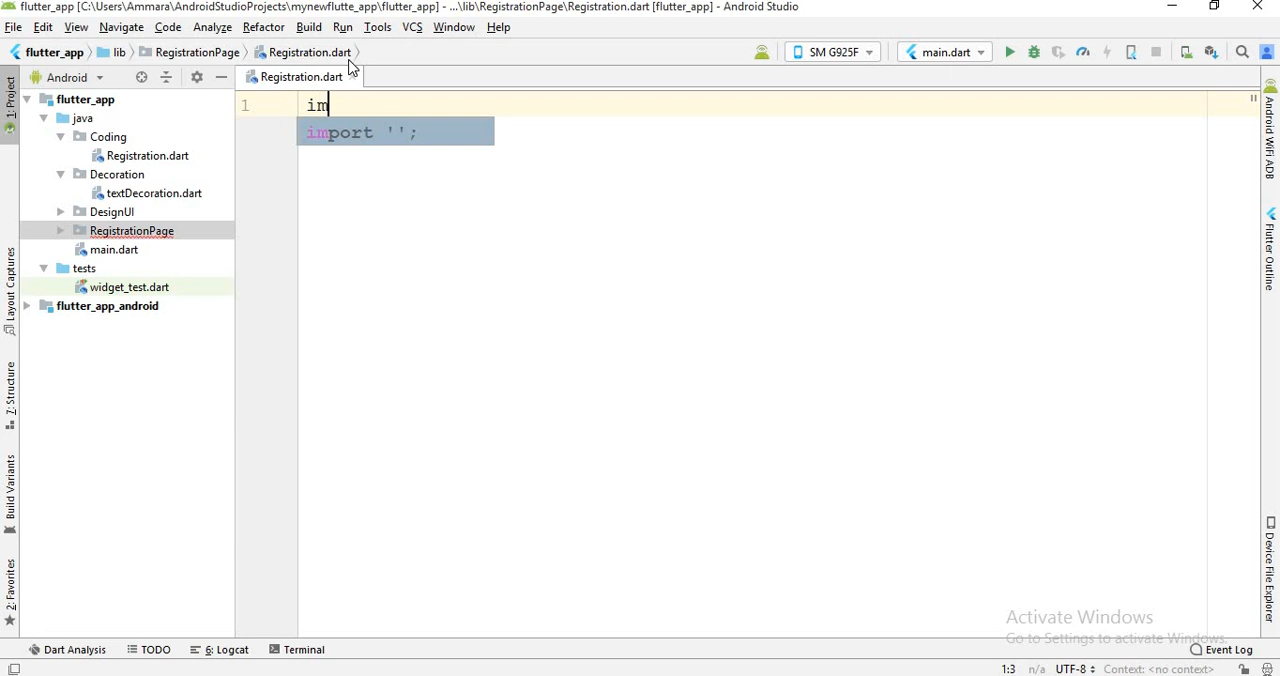 flutter_app [C:\Users\Ammara\AndroidStudioProjects\mynewflutte_app\flutter_app] - ...\lib\RegistrationPage\Registration.dart [flutter_app] - Android Studio
File Edit View Navigate Code Analyze Refactor Build Run Tools VCS Window Help
flutter_app lib RegistrationPage Registration.dart SM G925F main.dart
Android Registration.dart
1: Project
flutter_app
java
Coding
Registration.dart
Decoration
textDecoration.dart
DesignUI
RegistrationPage
main.dart
tests
widget_test.dart
flutter_app_android
1 im
import '';
Layout Captures
Z: Structure
Build Variants
2: Favorites
Android WiFi ADB
Flutter Outline
Device File Explorer
Activate Windows
Go to Settings to activate Windows.
Dart Analysis TODO 6: Logcat Terminal Event Log
1:3 n/a UTF-8 Context: <no context>